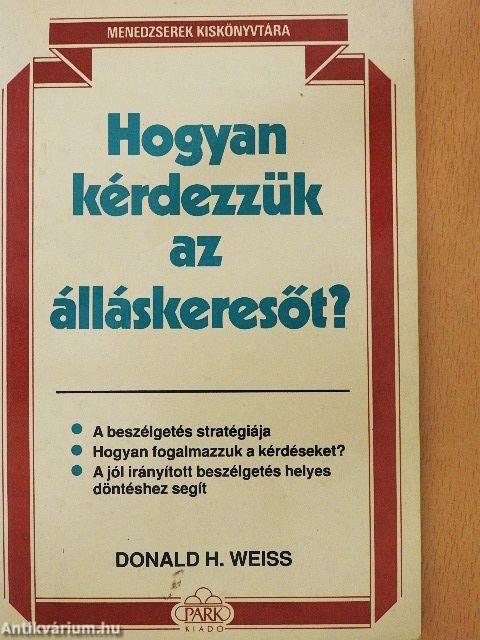 MENEDZSEREK KISKÖNYVTÁRA
Hogyan
kérdezzük
az
álláskeresőt?
A beszélgetés stratégiája
Hogyan fogalmazzuk a kérdéseket?
A jól irányított beszélgetés helyes
döntéshez segít
DONALD H. WEISS
PARK
KIADÓ
Antikvárium.hu